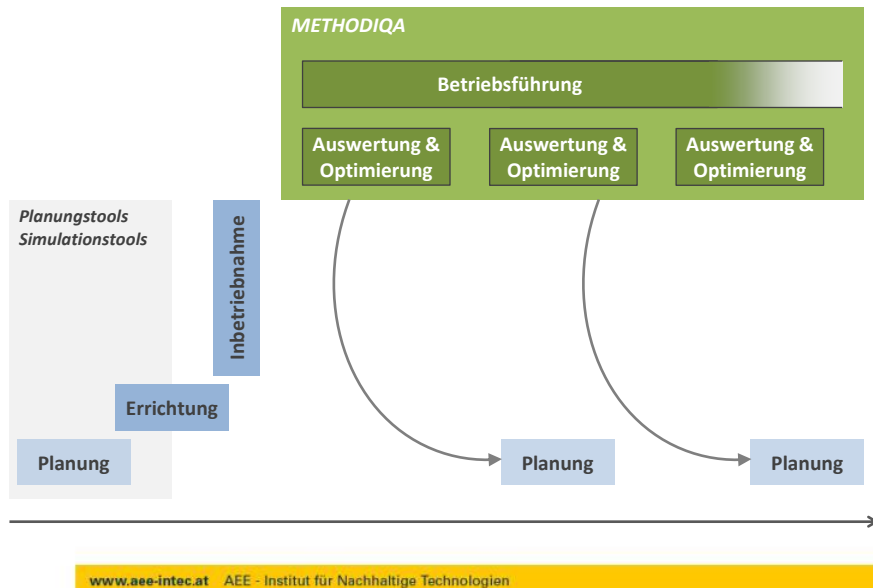 METHODIQA
Betriebsführung
Auswertung &
Optimierung
Auswertung &
Optimierung
Auswertung &
Optimierung
Planungstools
Simulationstools
Inbetriebnahme
Errichtung
Planung
Planung
Planung
www.aee-intec.at AEE - Institut für Nachhaltige Technologien